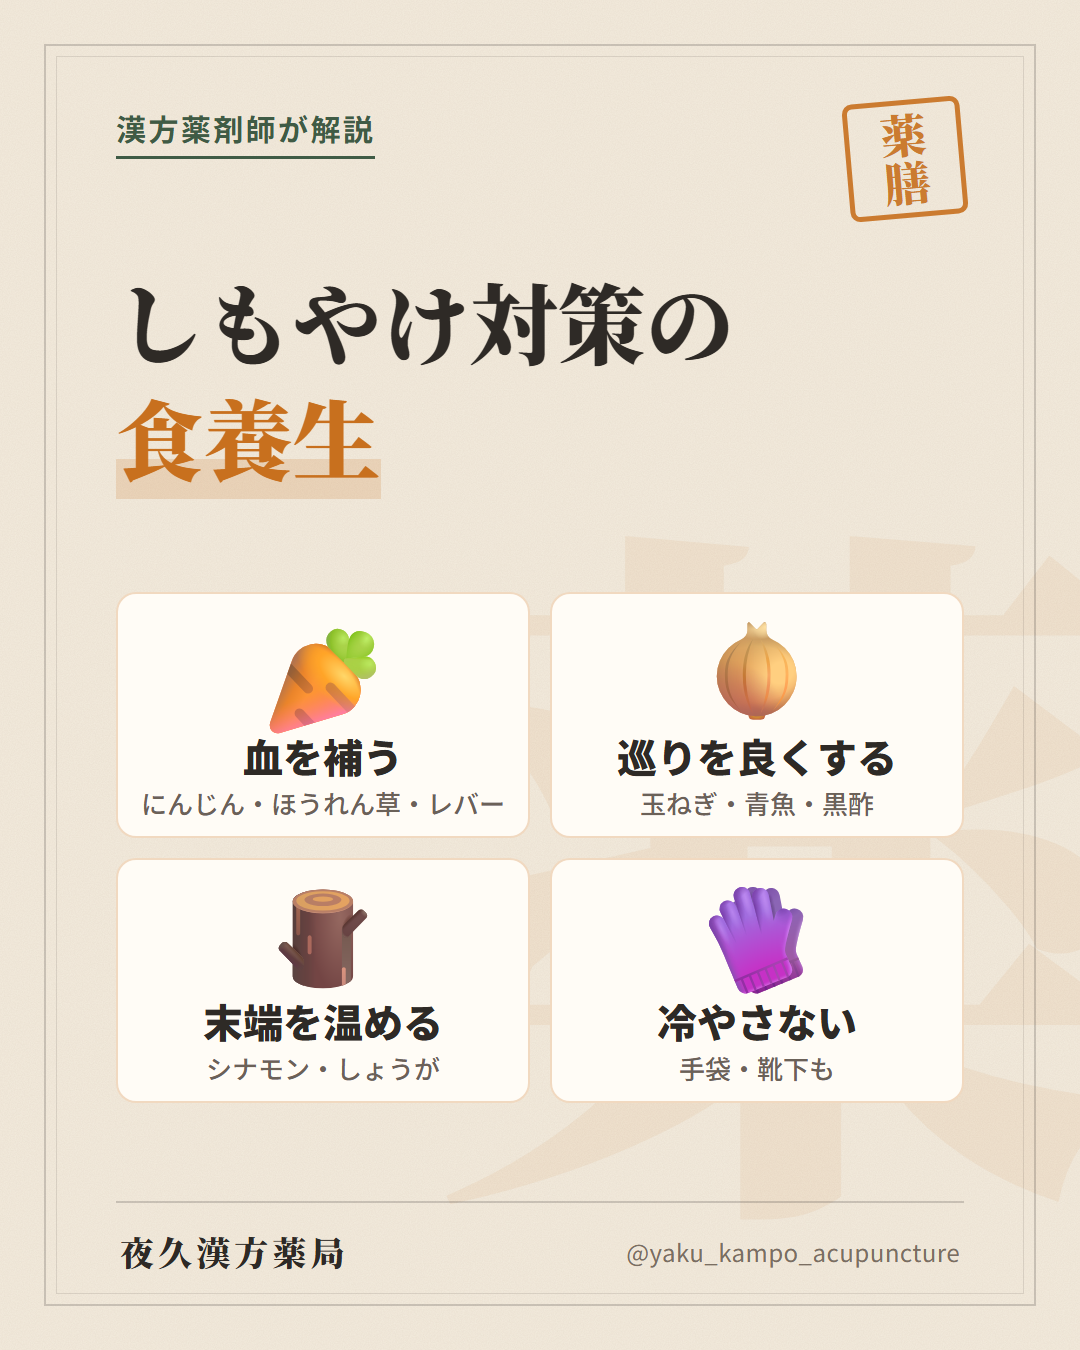 漢方薬剤師が解説
薬
膳
しもやけ対策の
食養生
血を補う
にんじん・ほうれん草・レバー
巡りを良くする
玉ねぎ・青魚・黒酢
末端を温める
シナモン・しょうが
冷やさない
手袋・靴下も
夜久漢方薬局
@yaku_kampo_acupuncture